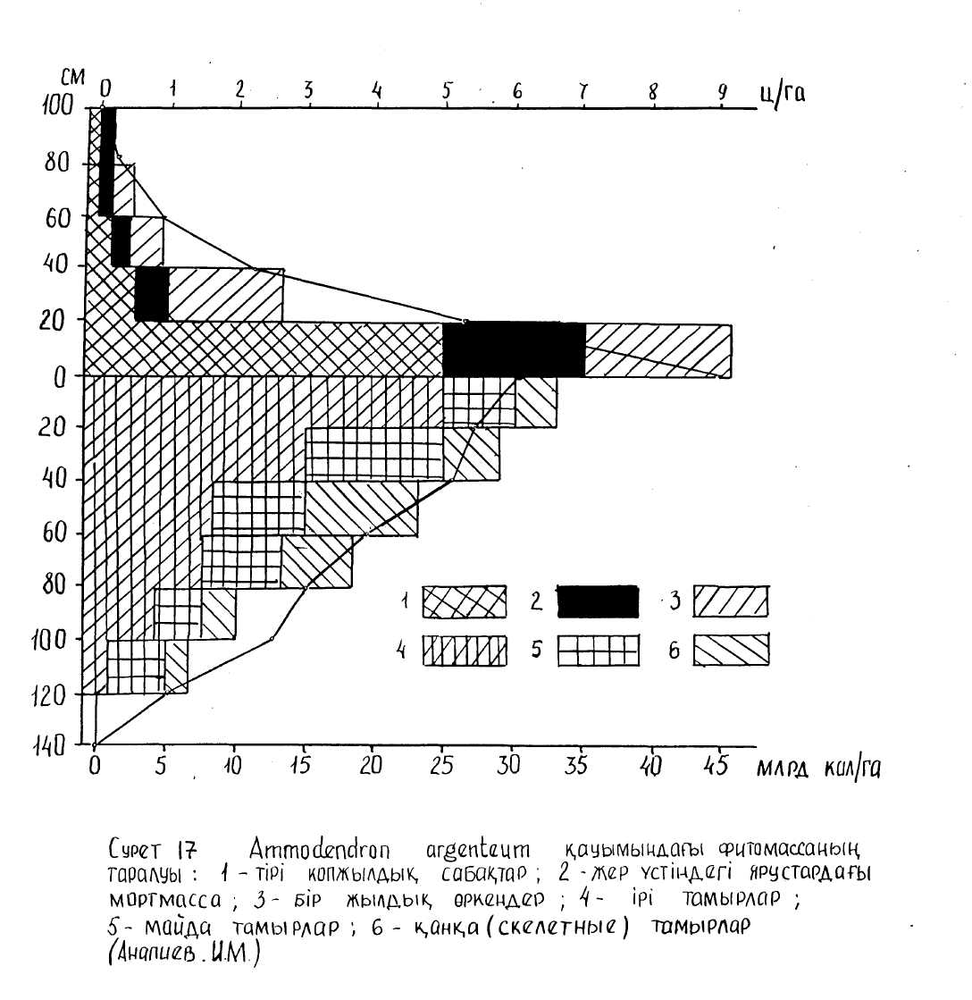 СМ
0 1 2 3 4 5 6 7 8 9 ц/га
100
80
60
40
20
0
20
40
60
80
100
120
140
0 5 10 15 20 25 30 35 40 45 млрд кал/га
1 2 3
4 5 6
Сурет 17 Ammodendron argenteum қауымындағы фитомассаның
таралуы : 1 - тірі копжылдық сабақтар ; 2 - жер үстіндегі ярустардағы
мортмасса ; 3 - бір жылдық өркендер ; 4 - ірі тамырлар ;
5 - майда тамырлар ; 6 - қаңқа (скелетные) тамырлар
(Анапиев . И.М.)